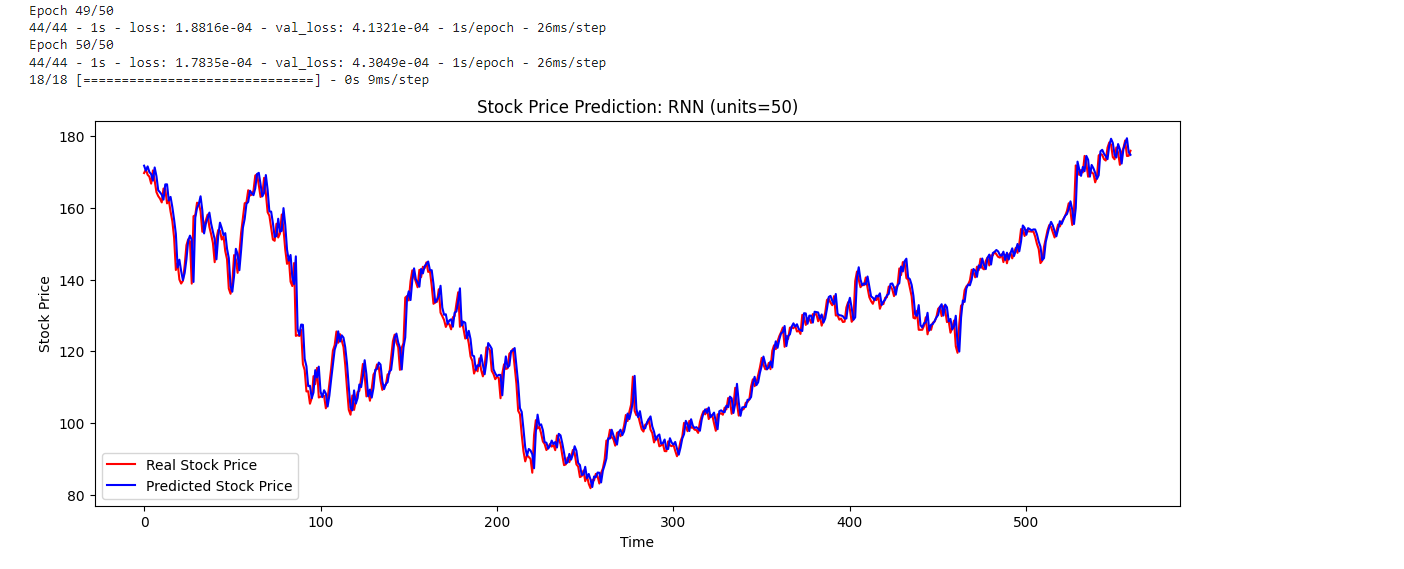 Epoch 49/50
44/44 - 1s - loss: 1.8816e-04 - val_loss: 4.1321e-04 - 1s/epoch - 26ms/step
Epoch 50/50
44/44 - 1s - loss: 1.7835e-04 - val_loss: 4.3049e-04 - 1s/epoch - 26ms/step
18/18 [==============================] - 0s 9ms/step
Stock Price Prediction: RNN (units=50)
180
160
140
120
100
80
Stock Price
Real Stock Price
Predicted Stock Price
0 100 200 300 400 500
Time